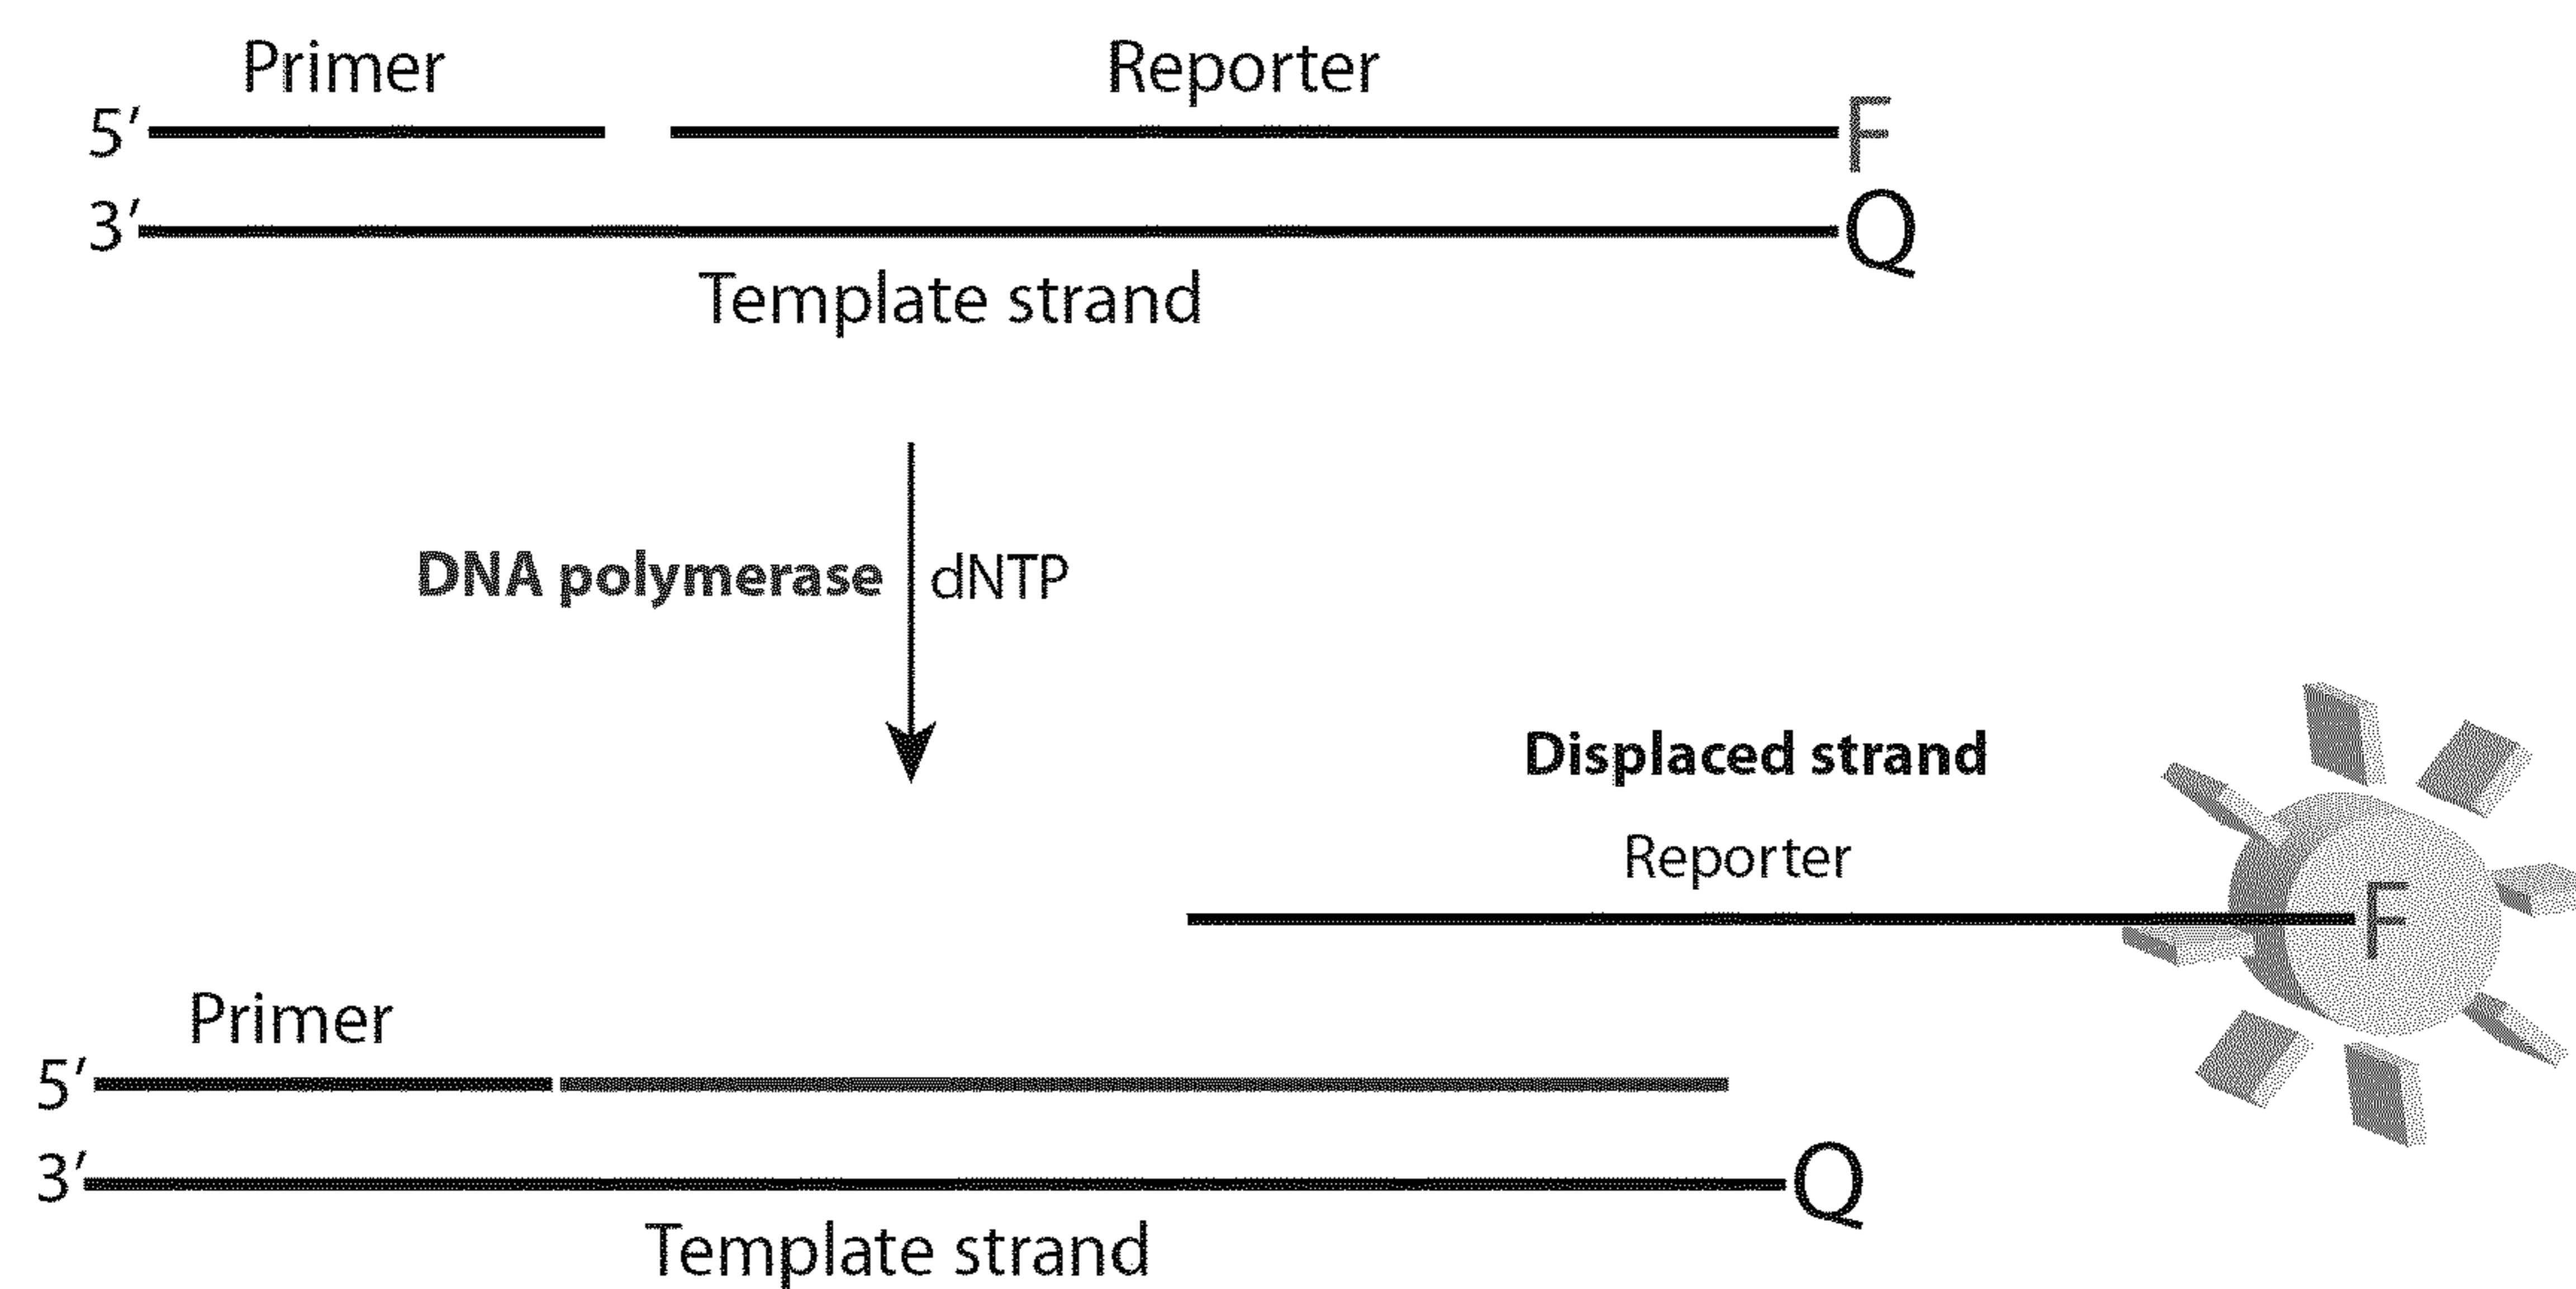 Primer Reporter
5′ F
3′ Q
Template strand
DNA polymerase dNTP
Displaced strand
Reporter
F
Primer
5′
3′ Q
Template strand